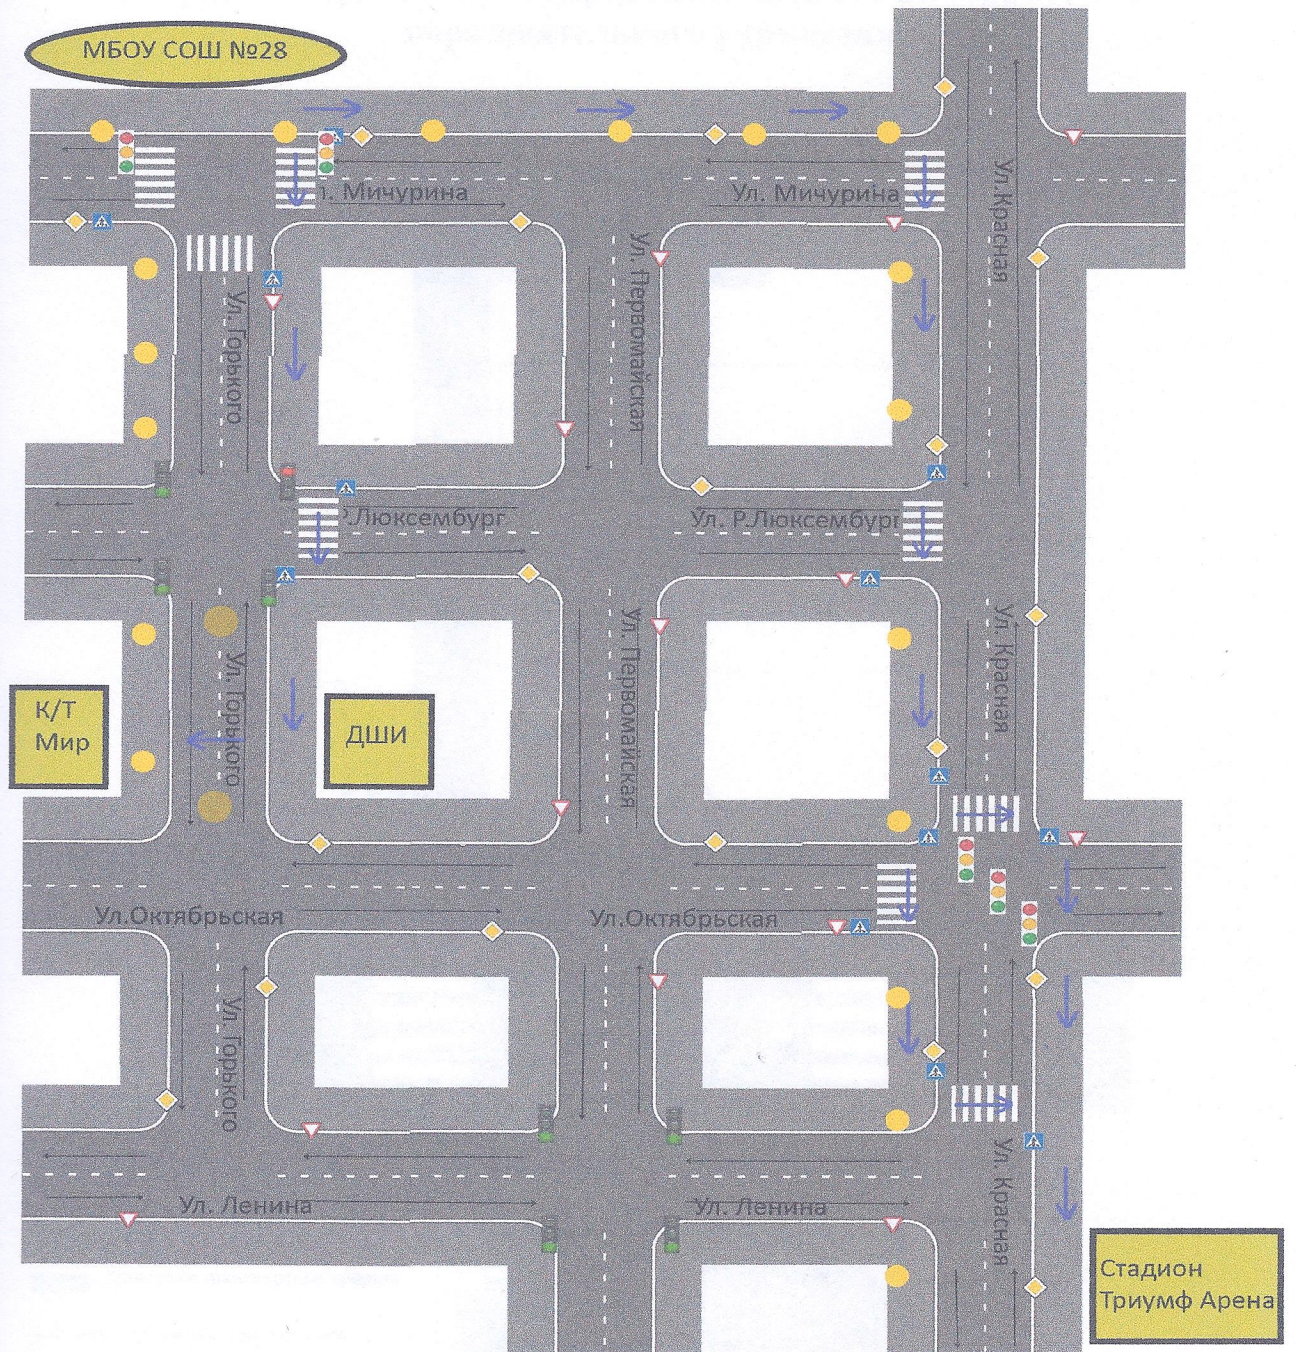 МБОУ СОШ №28
Мичурина
Ул. Мичурина
Ул.Красная
Ул. Первомайская
Ул. Горького
Р.Люксембург
Ул. Р.Люксембург
Ул. Красная
Ул. Первомайская
Ул. Горького
К/Т
Мир
ДШИ
Ул.Октябрьская
Ул.Октябрьская
Ул. Горького
Ул. Ленина
Ул. Ленина
Ул. Красная
Стадион
Триумф Арена